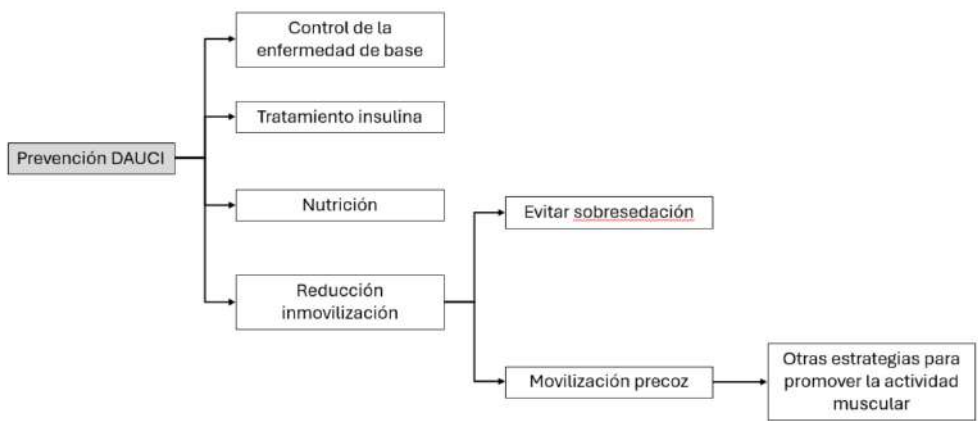 Control de la
enfermedad de base
Tratamiento insulina
Prevención DAUCI
Nutrición
Evitar sobresedación
Reducción
inmovilización
Movilización precoz
Otras estrategias para
promover la actividad
muscular